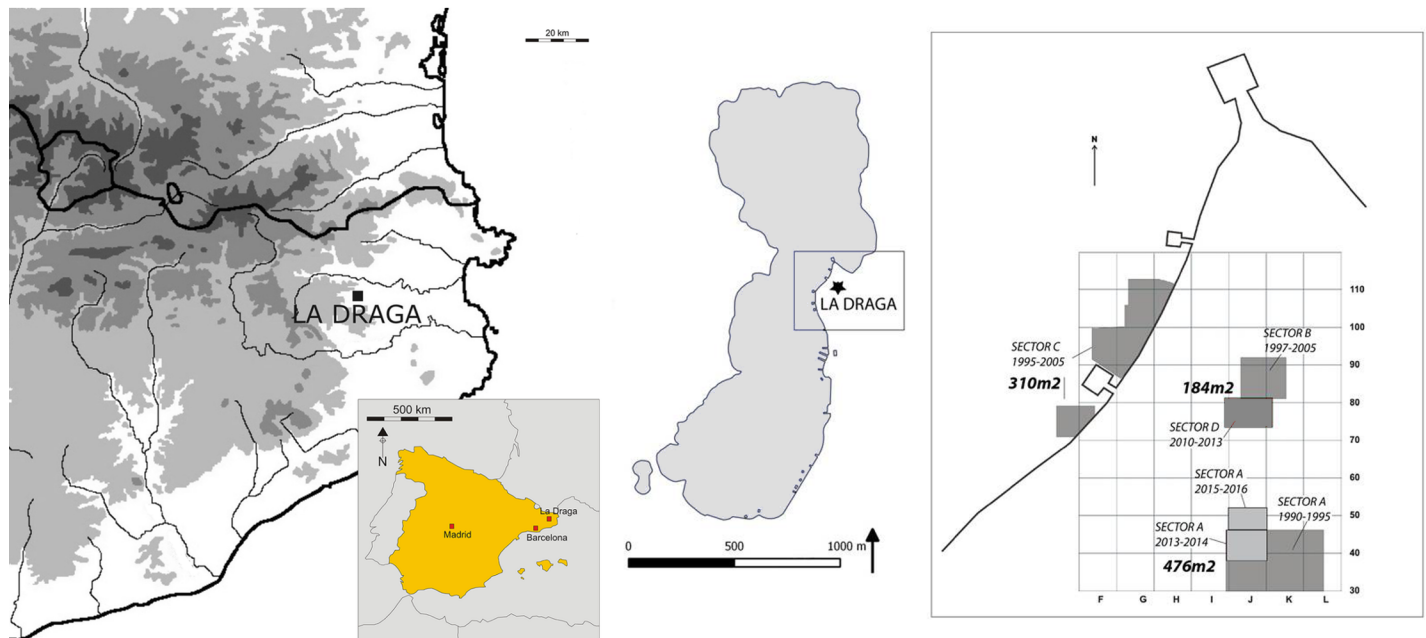 20 km
LA DRAGA
500 km
N
La Draga
Madrid
Barcelona
LA DRAGA
0
500
1000 m
N
110
100
90
80
70
60
50
40
30
F
G
H
I
J
K
L
SECTOR B
1997-2005
SECTOR C
1995-2005
310m2
184m2
SECTOR D
2010-2013
SECTOR A
2015-2016
SECTOR A
1990-1995
SECTOR A
2013-2014
476m2